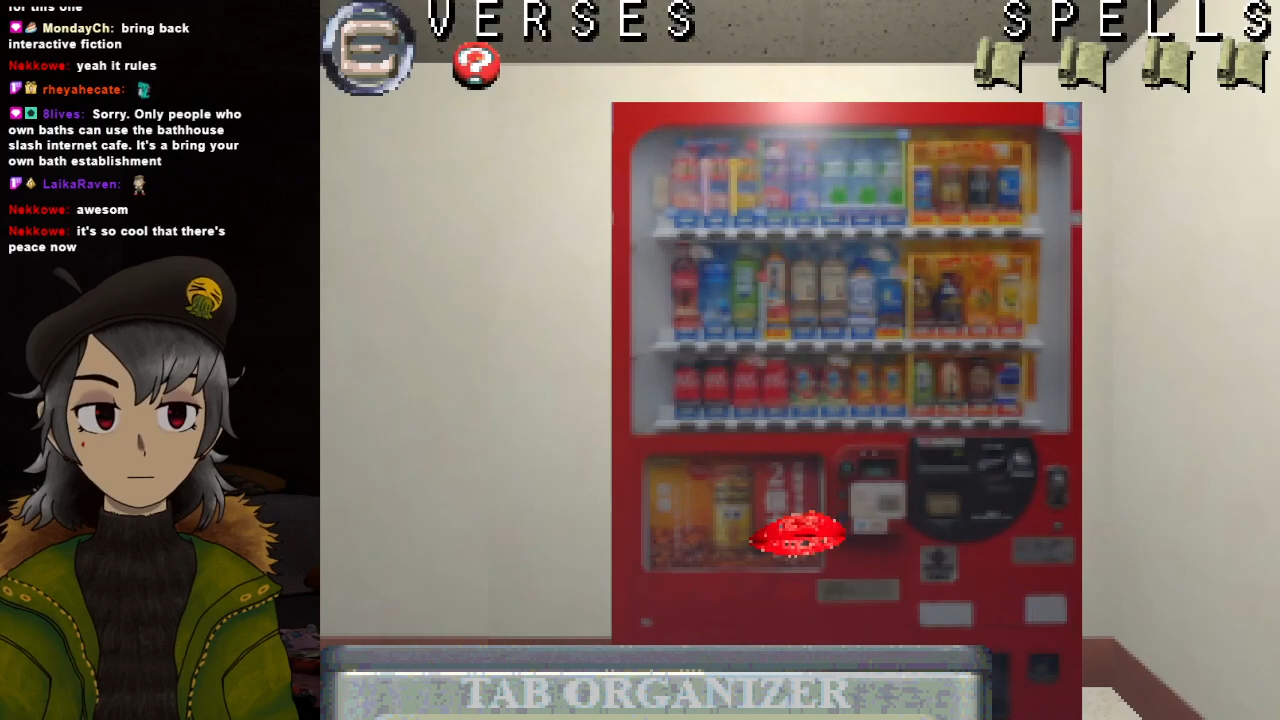 for this one
MondayCh: bring back
interactive fiction
Nekkowe: yeah it rules
rheyahecate:
8lives: Sorry. Only people who
own baths can use the bathhouse
slash internet cafe. It's a bring your
own bath establishment
LaikaRaven:
Nekkowe: awesom
Nekkowe: it's so cool that there's
peace now
E
VERSES
?
SPELLS
TAB ORGANIZER